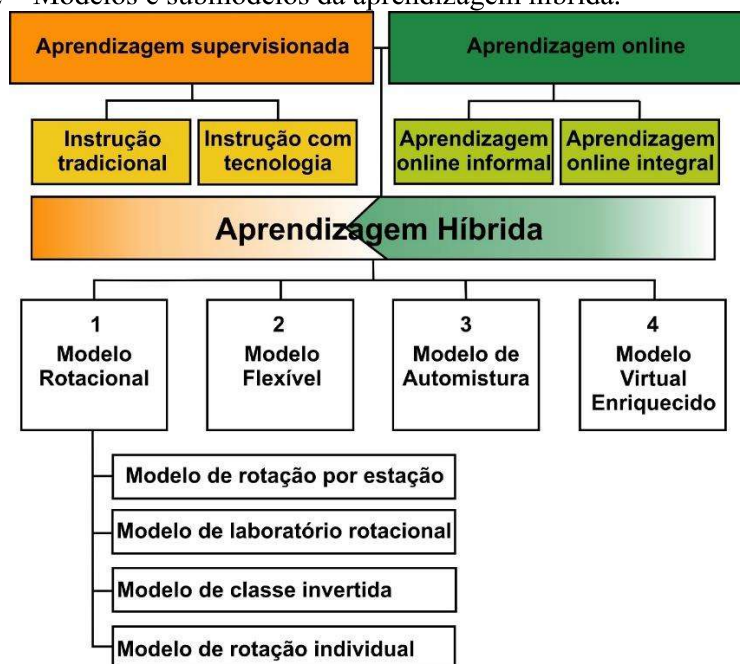 Modelos e submodelos da aprendizagem híbrida.
Aprendizagem supervisionada
Aprendizagem online
Instrução
tradicional
Instrução com
tecnologia
Aprendizagem
online informal
Aprendizagem
online integral
Aprendizagem Híbrida
1
Modelo
Rotacional
2
Modelo
Flexível
3
Modelo de
Automistura
4
Modelo
Virtual
Enriquecido
Modelo de rotação por estação
Modelo de laboratório rotacional
Modelo de classe invertida
Modelo de rotação individual